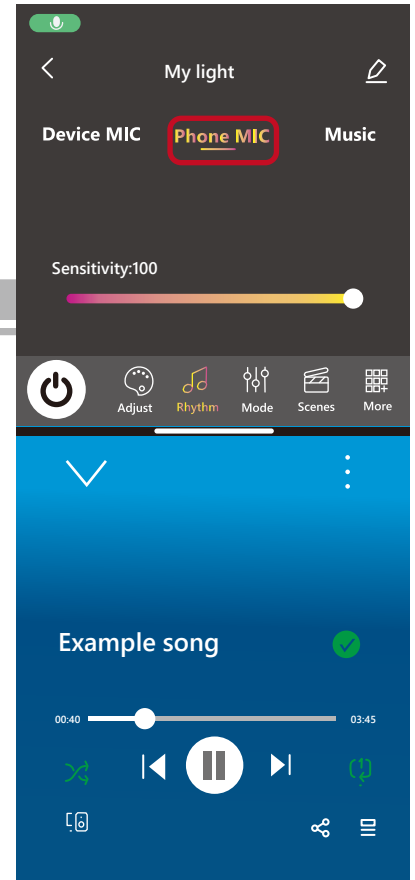 My light
Device MIC Phone MIC Music
Sensitivity:100
Adjust Rhythm Mode Scenes More
Example song
00:40 03:45